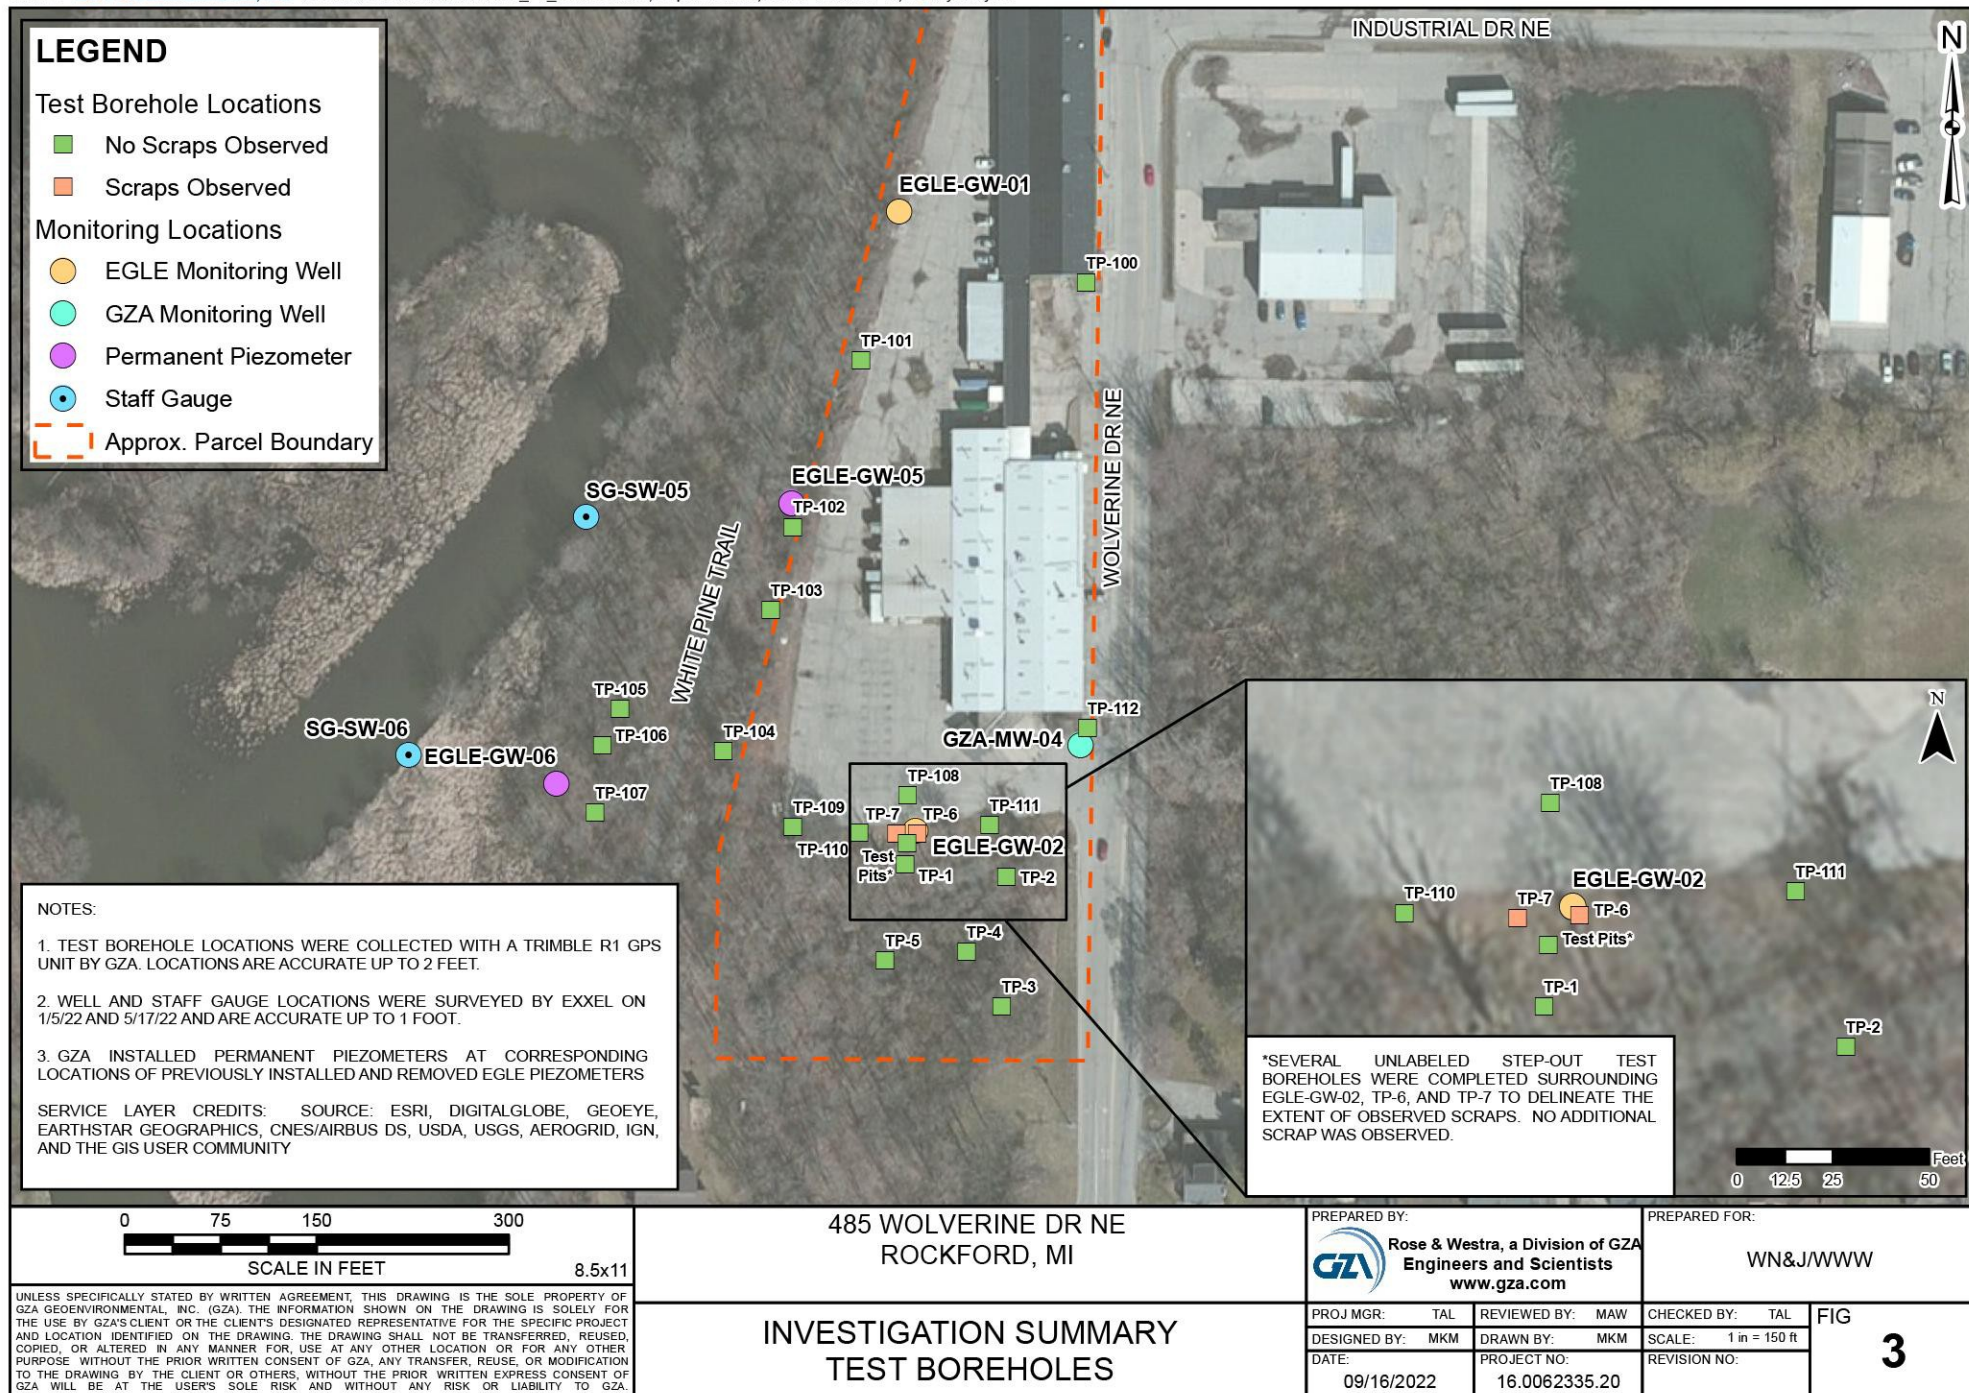 LEGEND
Test Borehole Locations
No Scraps Observed
Scraps Observed
Monitoring Locations
EGLE Monitoring Well
GZA Monitoring Well
Permanent Piezometer
Staff Gauge
Approx. Parcel Boundary
INDUSTRIAL DR NE
N
EGLE-GW-01
TP-100
TP-101
WOLVERINE DR NE
EGLE-GW-05
TP-102
SG-SW-05
WHITE PINE TRAIL
TP-103
TP-105
TP-106
TP-104
SG-SW-06
EGLE-GW-06
TP-107
TP-112
GZA-MW-04
TP-108
TP-109
TP-7
TP-6
TP-111
TP-110
EGLE-GW-02
Test
Pits*
TP-1
TP-2
TP-5
TP-4
TP-3
N
TP-108
TP-110
TP-7
EGLE-GW-02
TP-6
TP-111
Test Pits*
TP-1
TP-2
*SEVERAL UNLABELED STEP-OUT TEST
BOREHOLES WERE COMPLETED SURROUNDING
EGLE-GW-02, TP-6, AND TP-7 TO DELINEATE THE
EXTENT OF OBSERVED SCRAPS. NO ADDITIONAL
SCRAP WAS OBSERVED.
Feet
0 12.5 25 50
NOTES:
1. TEST BOREHOLE LOCATIONS WERE COLLECTED WITH A TRIMBLE R1 GPS
UNIT BY GZA. LOCATIONS ARE ACCURATE UP TO 2 FEET.
2. WELL AND STAFF GAUGE LOCATIONS WERE SURVEYED BY EXXEL ON
1/5/22 AND 5/17/22 AND ARE ACCURATE UP TO 1 FOOT.
3. GZA INSTALLED PERMANENT PIEZOMETERS AT CORRESPONDING
LOCATIONS OF PREVIOUSLY INSTALLED AND REMOVED EGLE PIEZOMETERS
SERVICE LAYER CREDITS: SOURCE: ESRI, DIGITALGLOBE, GEOEYE,
EARTHSTAR GEOGRAPHICS, CNES/AIRBUS DS, USDA, USGS, AEROGRID, IGN,
AND THE GIS USER COMMUNITY
0 75 150 300
SCALE IN FEET
8.5x11
UNLESS SPECIFICALLY STATED BY WRITTEN AGREEMENT, THIS DRAWING IS THE SOLE PROPERTY OF
GZA GEOENVIRONMENTAL, INC. (GZA). THE INFORMATION SHOWN ON THE DRAWING IS SOLELY FOR
THE USE BY GZA'S CLIENT OR THE CLIENT'S DESIGNATED REPRESENTATIVE FOR THE SPECIFIC PROJECT
AND LOCATION IDENTIFIED ON THE DRAWING. THE DRAWING SHALL NOT BE TRANSFERRED, REUSED,
COPIED, OR ALTERED IN ANY MANNER FOR, USE AT ANY OTHER LOCATION OR FOR ANY OTHER
PURPOSE WITHOUT THE PRIOR WRITTEN CONSENT OF GZA, ANY TRANSFER, REUSE, OR MODIFICATION
TO THE DRAWING BY THE CLIENT OR OTHERS, WITHOUT THE PRIOR WRITTEN EXPRESS CONSENT OF
GZA WILL BE AT THE USER'S SOLE RISK AND WITHOUT ANY RISK OR LIABILITY TO GZA.
485 WOLVERINE DR NE
ROCKFORD, MI
INVESTIGATION SUMMARY
TEST BOREHOLES
PREPARED BY:
GZA
Rose & Westra, a Division of GZA
Engineers and Scientists
www.gza.com
PREPARED FOR:
WN&J/WWW
PROJ MGR: TAL
REVIEWED BY: MAW
CHECKED BY: TAL
DESIGNED BY: MKM
DRAWN BY: MKM
SCALE: 1 in = 150 ft
DATE:
09/16/2022
PROJECT NO:
16.0062335.20
REVISION NO:
FIG
3